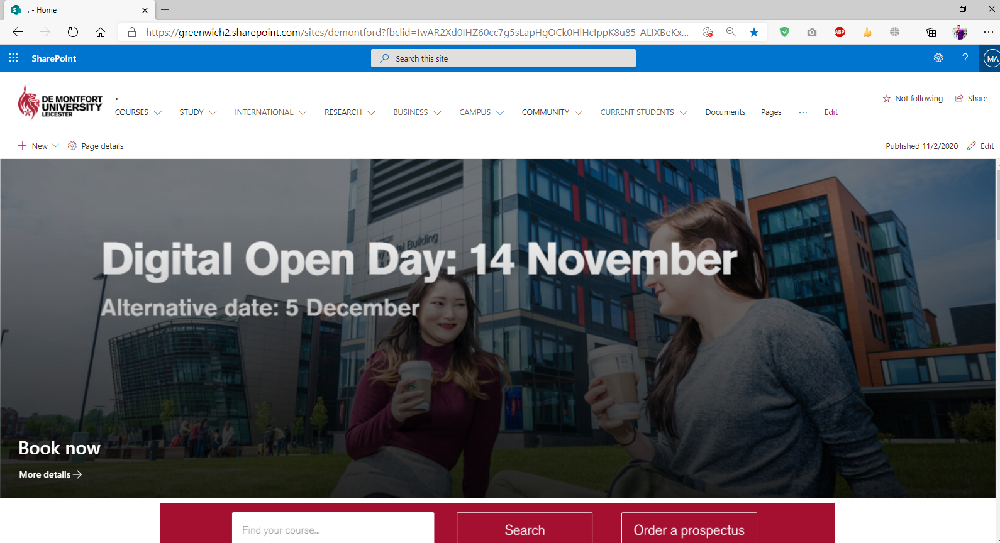 . - Home
https://greenwich2.sharepoint.com/sites/demontford?fbclid=IwAR2Xd0IHZ60cc7g5sLapHgOCk0HlHcIppK8u85-ALIXBeKx...
ABP
SharePoint
Search this site
?
MA
DE MONTFORT
UNIVERSITY
LEICESTER
.
Not following
Share
COURSES
STUDY
INTERNATIONAL
RESEARCH
BUSINESS
CAMPUS
COMMUNITY
CURRENT STUDENTS
Documents
Pages
...
Edit
New
Page details
Published 11/2/2020
Edit
Digital Open Day: 14 November
Alternative date: 5 December
Building
Book now
More details
Find your course...
Search
Order a prospectus